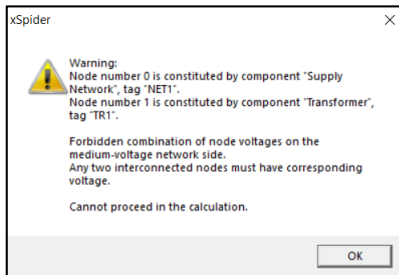 xSpider
Warning:
Node number 0 is constituted by component "Supply
Network", tag "NET1".
Node number 1 is constituted by component "Transformer",
tag "TR1".
Forbidden combination of node voltages on the
medium-voltage network side.
Any two interconnected nodes must have corresponding
voltage.
Cannot proceed in the calculation.
OK